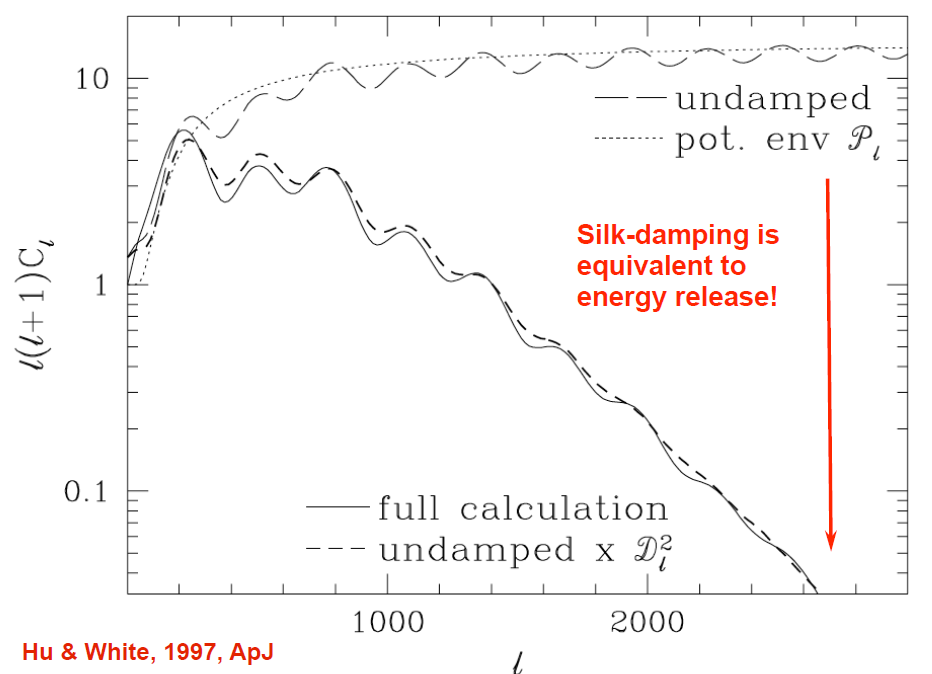 10
undamped
pot. env 𝒫ₗ
Silk-damping is
equivalent to
energy release!
ℓ(ℓ+1)Cₗ
1
0.1
full calculation
undamped x 𝒟ₗ²
1000
2000
Hu & White, 1997, ApJ
ℓ